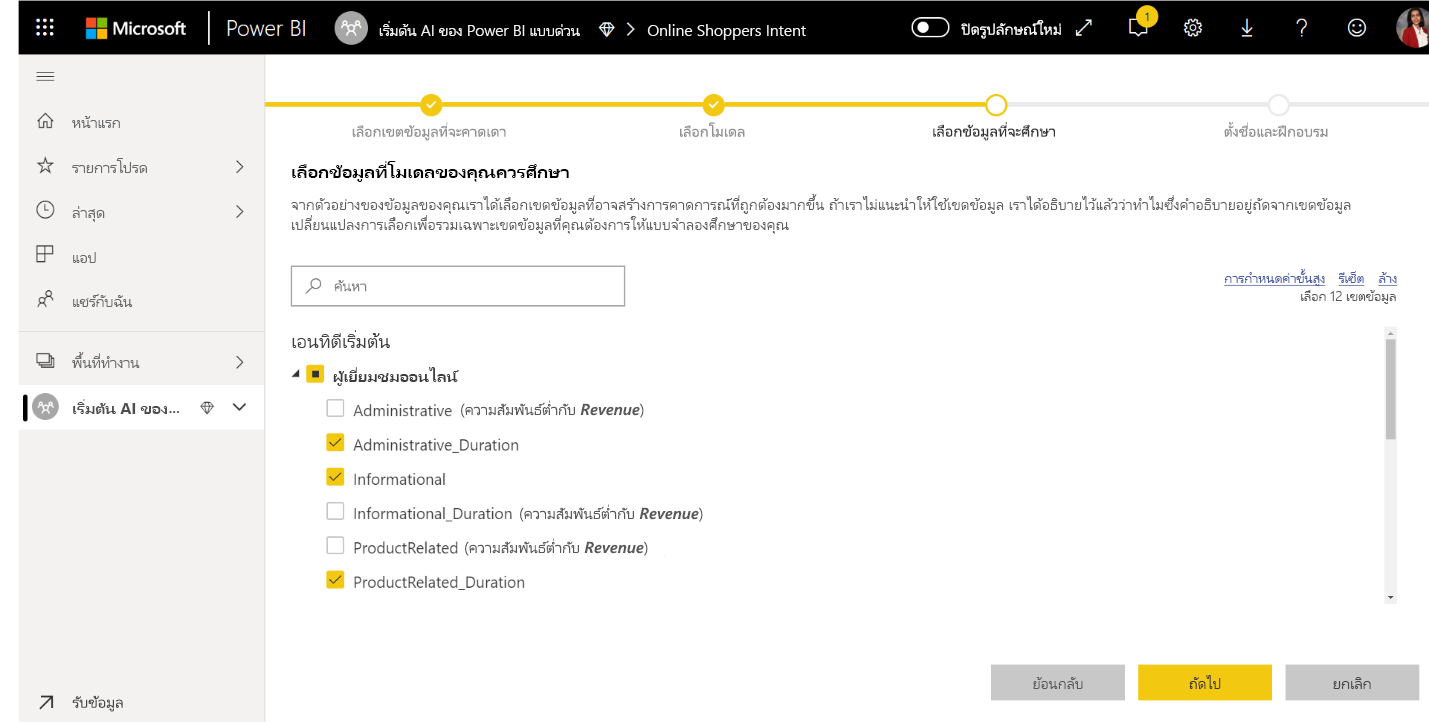 Microsoft Power BI เริ่มต้น AI ของ Power BI แบบด่วน > Online Shoppers Intent ปิดรูปลักษณ์ใหม่ 1
หน้าแรก
รายการโปรด
ล่าสุด
แอป
แชร์กับฉัน
พื้นที่ทำงาน
เริ่มต้น AI ของ...
รับข้อมูล
เลือกเขตข้อมูลที่จะคาดเดา
เลือกโมเดล
เลือกข้อมูลที่จะศึกษา
ตั้งชื่อและฝึกอบรม
เลือกข้อมูลที่โมเดลของคุณควรศึกษา
จากตัวอย่างของข้อมูลของคุณเราได้เลือกเขตข้อมูลที่อาจสร้างการคาดการณ์ที่ถูกต้องมากขึ้น ถ้าเราไม่แนะนำให้ใช้เขตข้อมูล เราได้อธิบายไว้แล้วว่าทำไมซึ่งคำอธิบายอยู่ถัดจากเขตข้อมูล
เปลี่ยนแปลงการเลือกเพื่อรวมเฉพาะเขตข้อมูลที่คุณต้องการให้แบบจำลองศึกษาของคุณ
ค้นหา
การกำหนดค่าขั้นสูง รีเซ็ต ล้าง
เลือก 12 เขตข้อมูล
เอนทิตีเริ่มต้น
ผู้เยี่ยมชมออนไลน์
Administrative (ความสัมพันธ์ต่ำกับ Revenue)
Administrative_Duration
Informational
Informational_Duration (ความสัมพันธ์ต่ำกับ Revenue)
ProductRelated (ความสัมพันธ์ต่ำกับ Revenue)
ProductRelated_Duration
ย้อนกลับ
ถัดไป
ยกเลิก